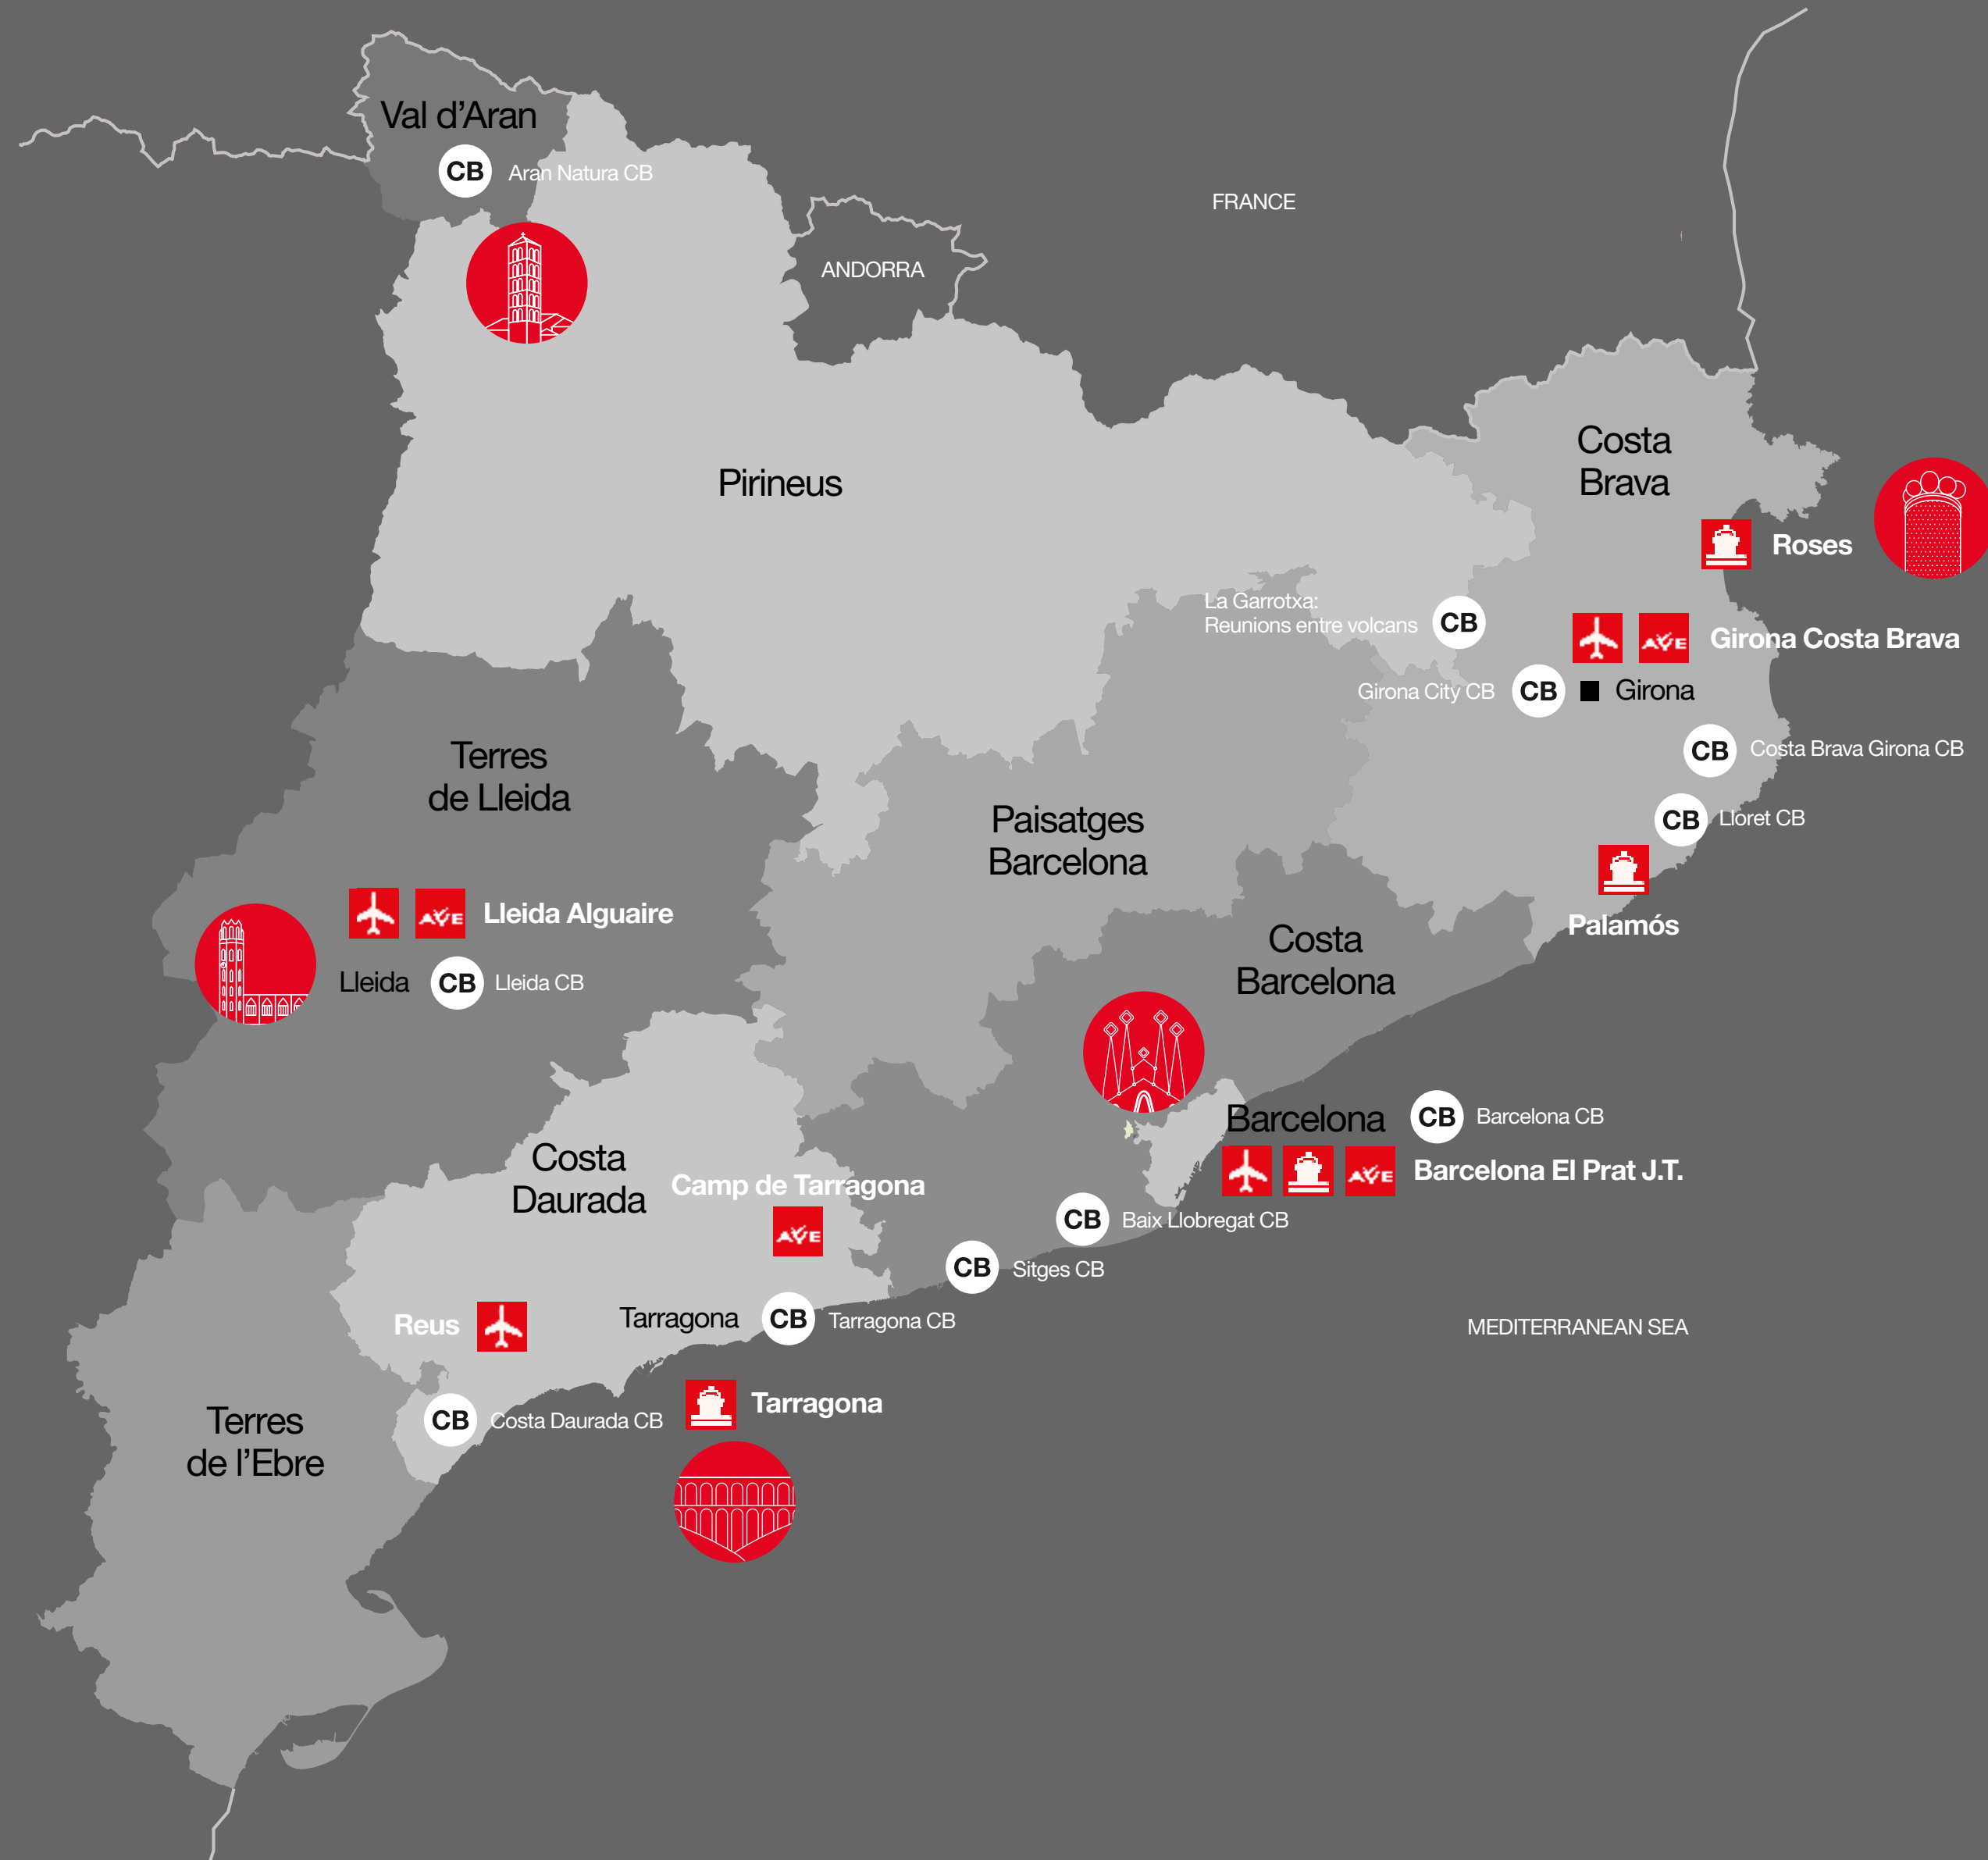 Val d’Aran
CB
Aran Natura CB
FRANCE
ANDORRA
Costa
Brava
Pirineus
Roses
La Garrotxa:
Reunions entre volcans
CB
AVE
Girona Costa Brava
Girona City CB
CB
Girona
CB
Costa Brava Girona CB
CB
Lloret CB
Palamós
Terres
de Lleida
Paisatges
Barcelona
AVE
Lleida Alguaire
Lleida
CB
Lleida CB
Costa
Barcelona
Barcelona
CB
Barcelona CB
AVE
Barcelona El Prat J.T.
Costa
Daurada
Camp de Tarragona
AVE
CB
Baix Llobregat CB
CB
Sitges CB
Reus
Tarragona
CB
Tarragona CB
MEDITERRANEAN SEA
CB
Costa Daurada CB
Tarragona
Terres
de l’Ebre